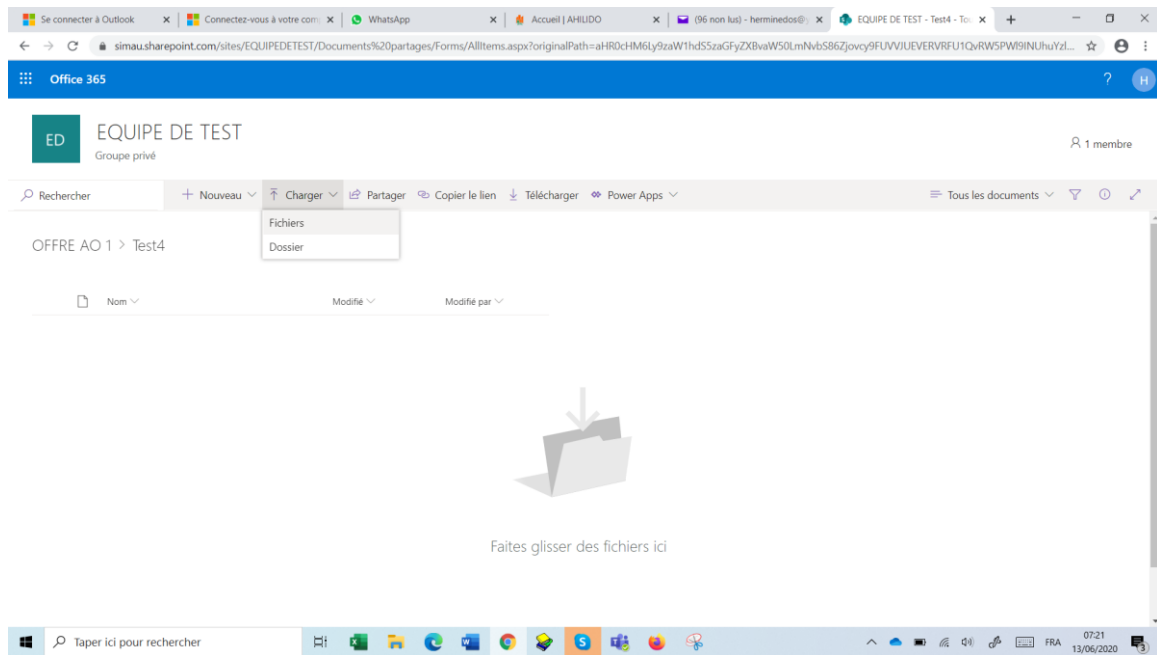 Se connecter à Outlook
Connectez-vous à votre com
WhatsApp
Accueil | AHILIDO
(96 non lus) - herminedos@
EQUIPE DE TEST - Test4 - To
simau.sharepoint.com/sites/EQUIPEDETEST/Documents%20partages/Forms/AllItems.aspx?originalPath=
Office 365
?
H
ED
EQUIPE DE TEST
Groupe privé
1 membre
Rechercher
Nouveau
Charger
Partager
Copier le lien
Télécharger
Power Apps
Tous les documents
Fichiers
Dossier
OFFRE AO 1 > Test4
Nom
Modifié
Modifié par
Faites glisser des fichiers ici
Taper ici pour rechercher
FRA
07:21
13/06/2020
3